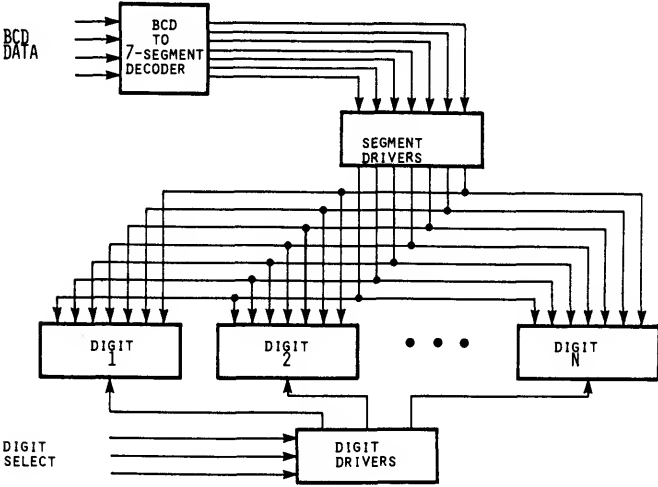 BCD
DATA
BCD
TO
7-SEGMENT
DECODER
SEGMENT
DRIVERS
DIGIT
1
DIGIT
2
DIGIT
N
DIGIT
SELECT
DIGIT
DRIVERS